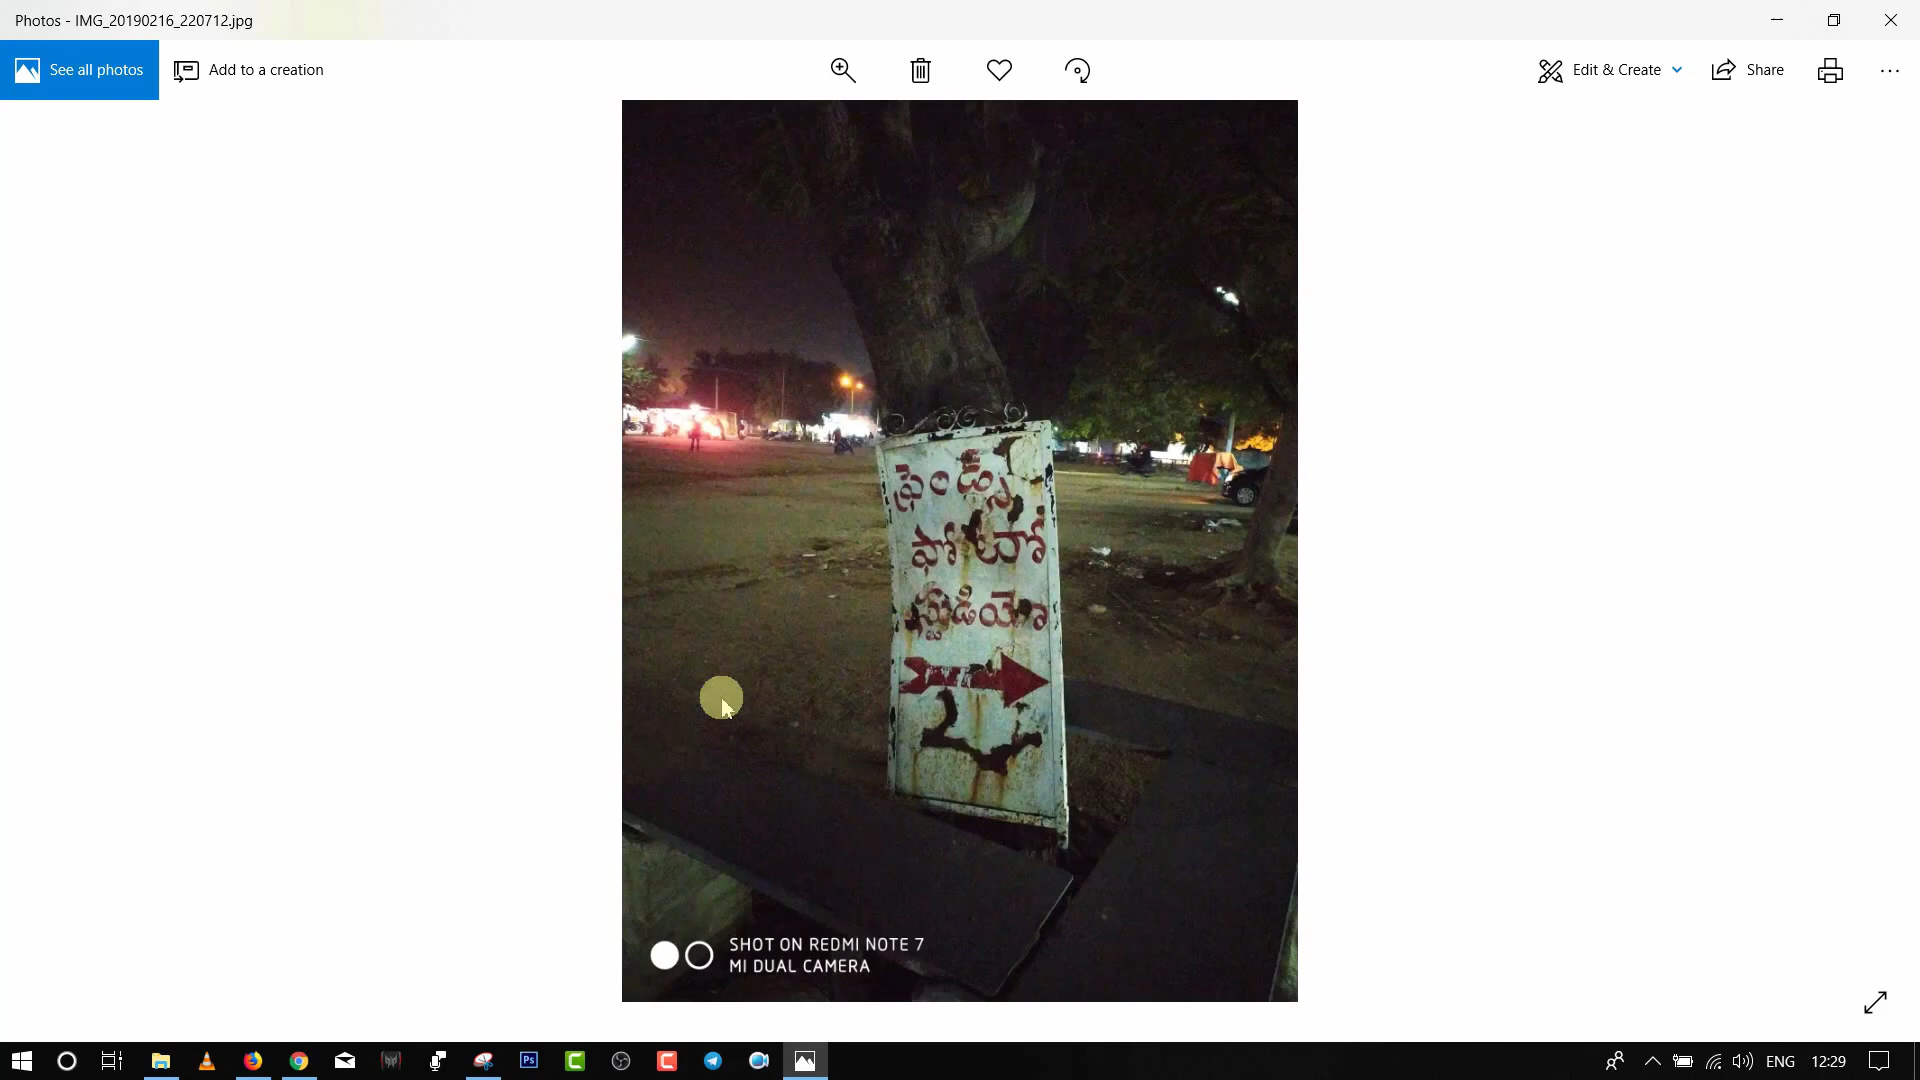 Photos - IMG_20190216_220712.jpg
See all photos
Add to a creation
Edit & Create
Share
ఫ్రెండ్స్
ఫోటో
స్టూడియో
SHOT ON REDMI NOTE 7
MI DUAL CAMERA
Ps
ENG
12:29